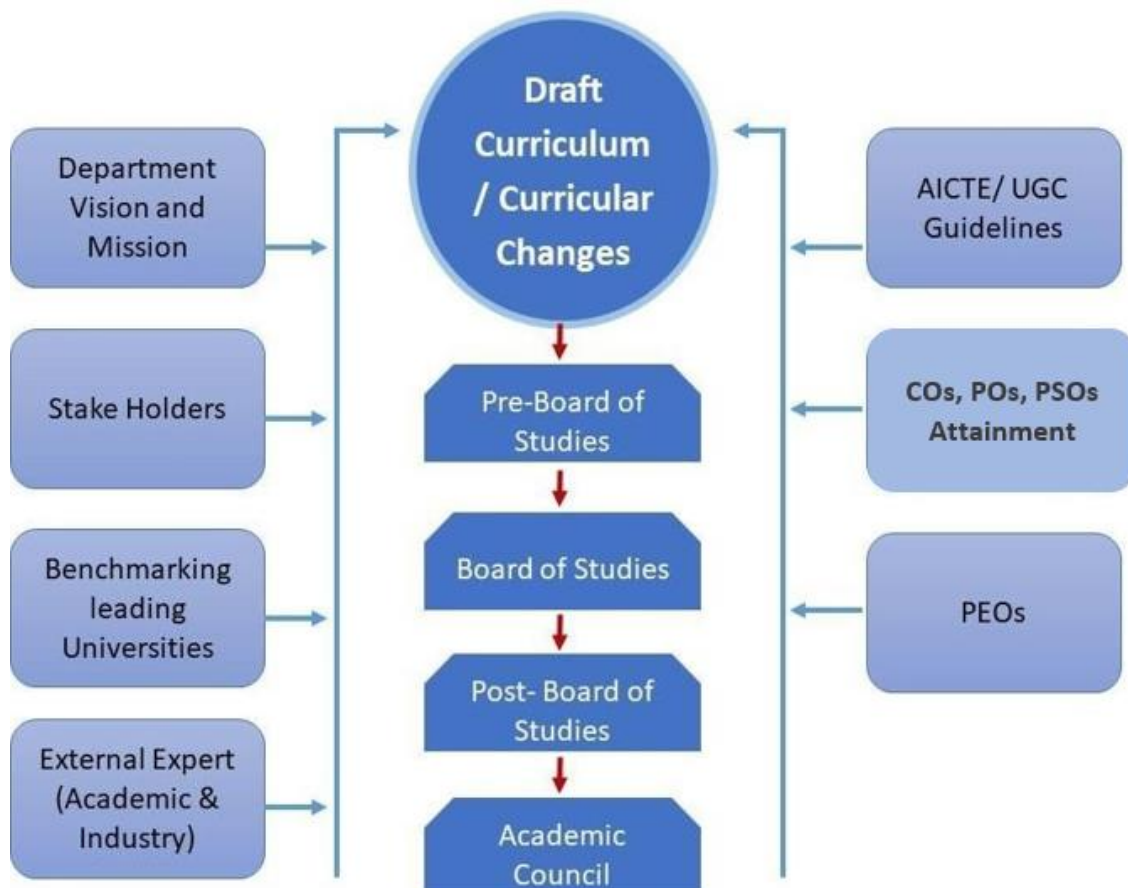 Draft
Curriculum
/ Curricular
Changes
Department
Vision and
Mission
Stake Holders
Benchmarking
leading
Universities
External Expert
(Academic &
Industry)
Pre-Board of
Studies
Board of Studies
Post- Board of
Studies
Academic
Council
AICTE/ UGC
Guidelines
COs, POs, PSOs
Attainment
PEOs